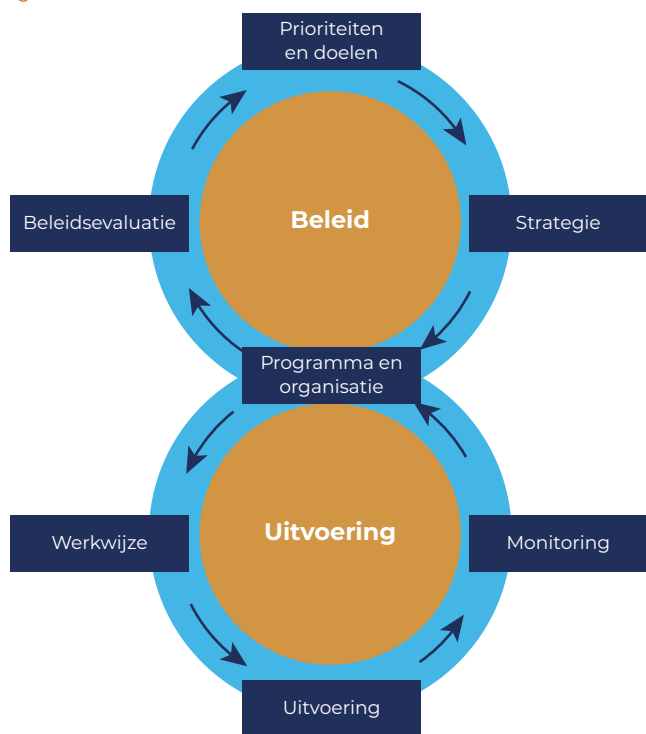 Prioriteiten
en doelen
Beleidsevaluatie
Beleid
Strategie
Programma en
organisatie
Werkwijze
Uitvoering
Monitoring
Uitvoering